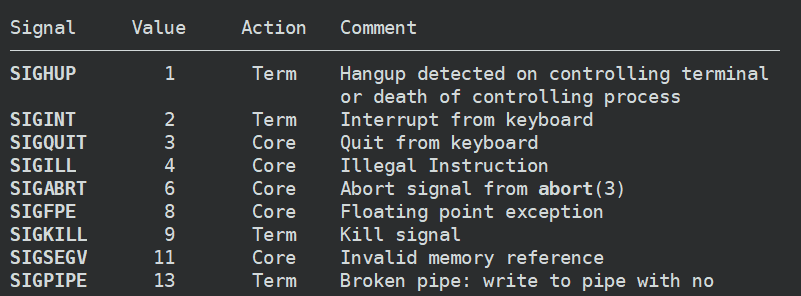 Signal Value Action Comment
SIGHUP 1 Term Hangup detected on controlling terminal
or death of controlling process
SIGINT 2 Term Interrupt from keyboard
SIGQUIT 3 Core Quit from keyboard
SIGILL 4 Core Illegal Instruction
SIGABRT 6 Core Abort signal from abort(3)
SIGFPE 8 Core Floating point exception
SIGKILL 9 Term Kill signal
SIGSEGV 11 Core Invalid memory reference
SIGPIPE 13 Term Broken pipe: write to pipe with no